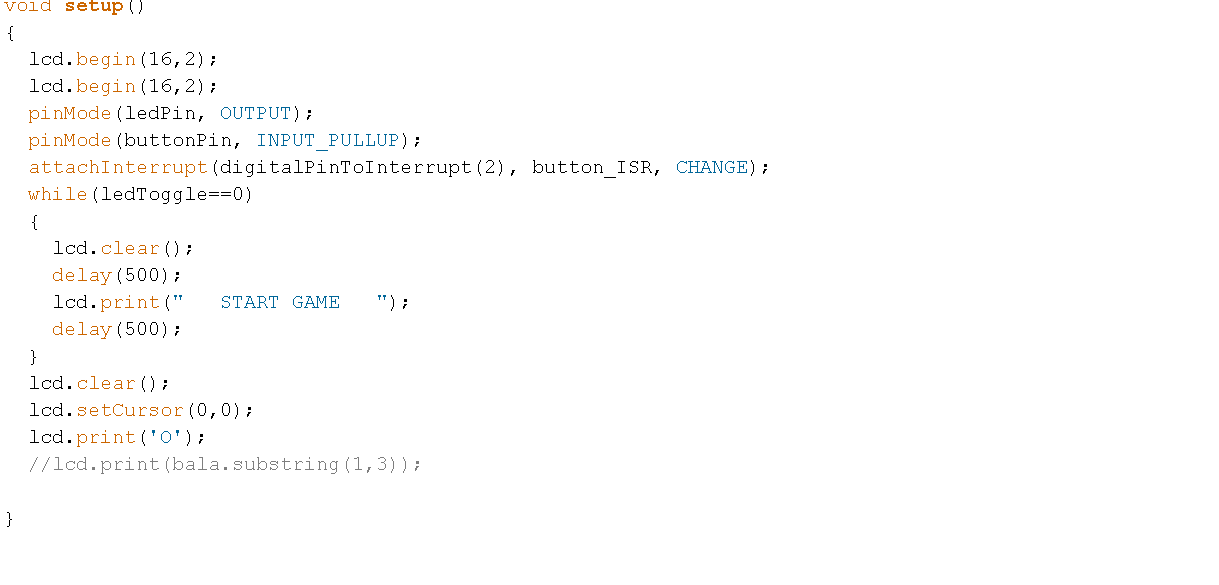 void setup()
{
  lcd.begin(16,2);
  lcd.begin(16,2);
  pinMode(ledPin, OUTPUT);
  pinMode(buttonPin, INPUT_PULLUP);
  attachInterrupt(digitalPinToInterrupt(2), button_ISR, CHANGE);
  while(ledToggle==0)
  {
    lcd.clear();
    delay(500);
    lcd.print("   START GAME   ");
    delay(500);
  }
  lcd.clear();
  lcd.setCursor(0,0);
  lcd.print('O');
  //lcd.print(bala.substring(1,3));
}